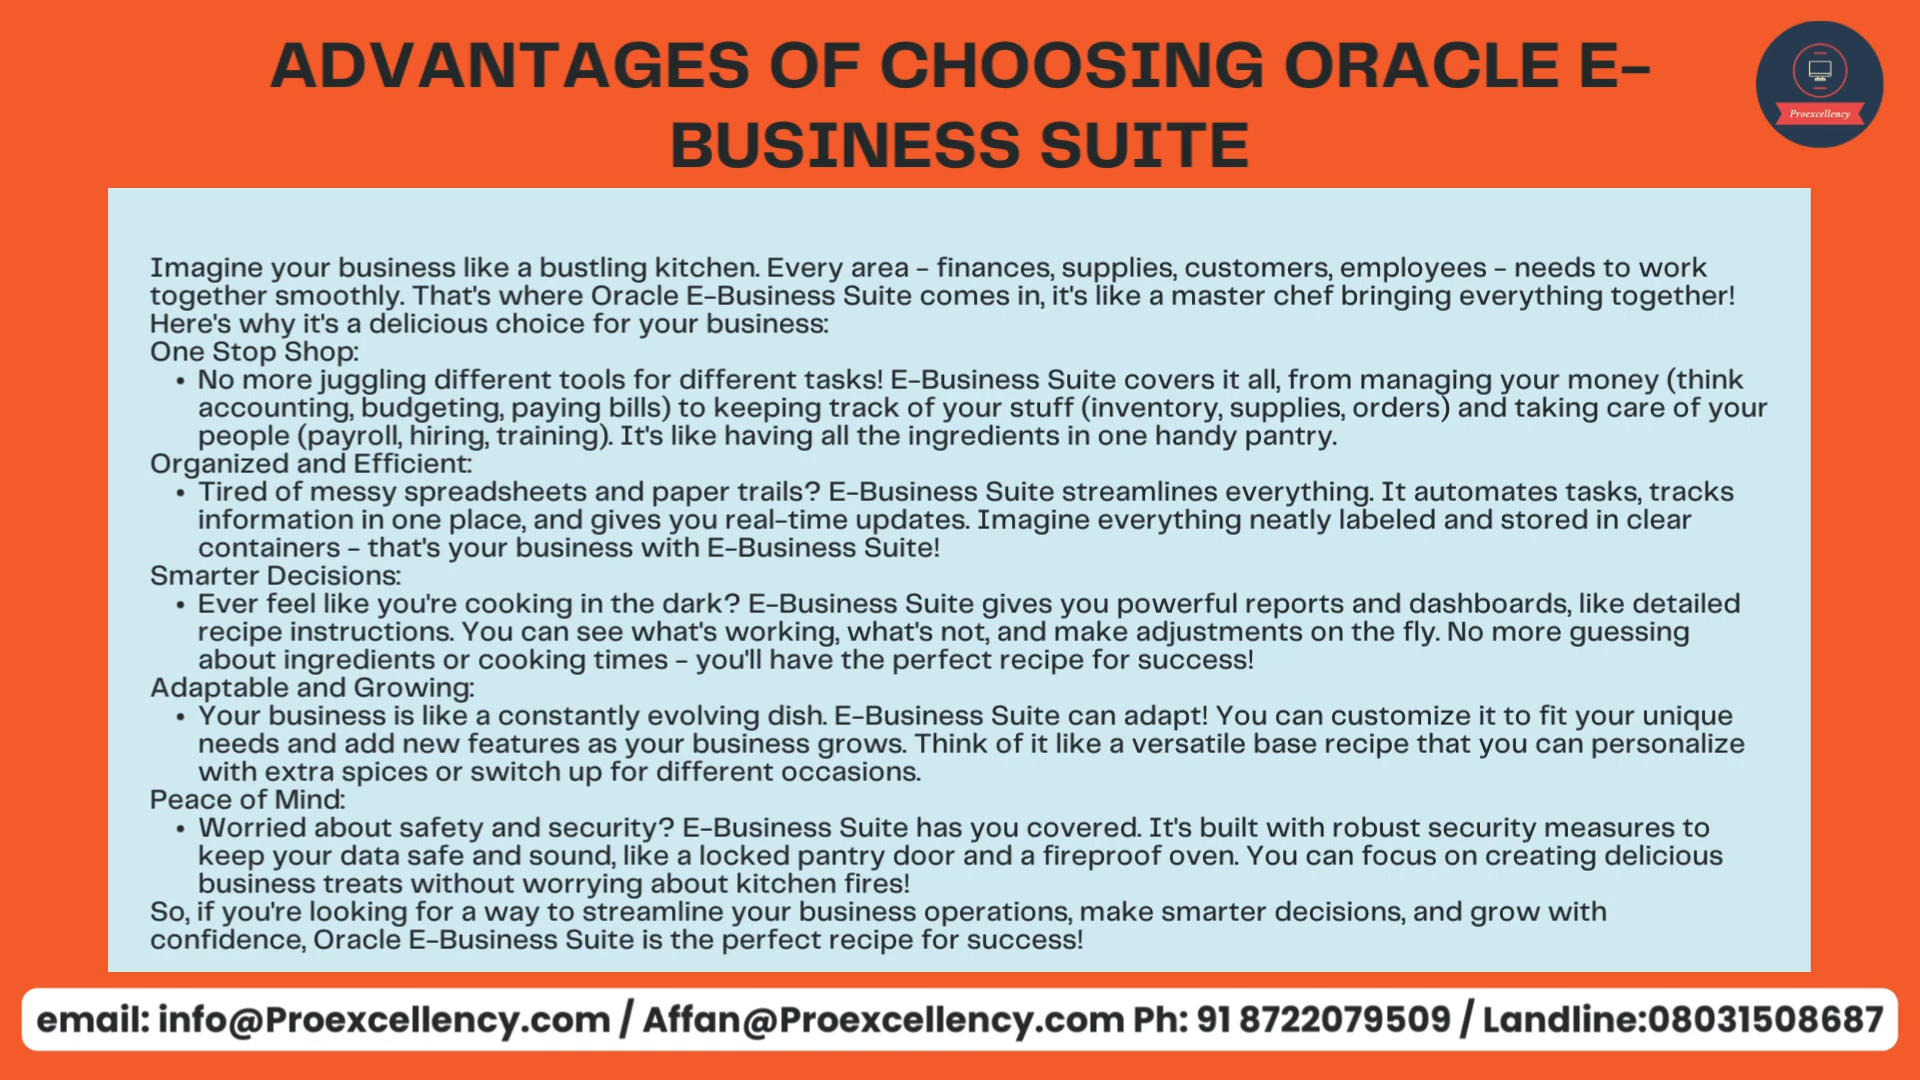 ADVANTAGES OF CHOOSING ORACLE E-
BUSINESS SUITE
Proexcellency
Imagine your business like a bustling kitchen. Every area - finances, supplies, customers, employees - needs to work
together smoothly. That's where Oracle E-Business Suite comes in, it's like a master chef bringing everything together!
Here's why it's a delicious choice for your business:
One Stop Shop:
• No more juggling different tools for different tasks! E-Business Suite covers it all, from managing your money (think
accounting, budgeting, paying bills) to keeping track of your stuff (inventory, supplies, orders) and taking care of your
people (payroll, hiring, training). It's like having all the ingredients in one handy pantry.
Organized and Efficient:
• Tired of messy spreadsheets and paper trails? E-Business Suite streamlines everything. It automates tasks, tracks
information in one place, and gives you real-time updates. Imagine everything neatly labeled and stored in clear
containers - that's your business with E-Business Suite!
Smarter Decisions:
• Ever feel like you're cooking in the dark? E-Business Suite gives you powerful reports and dashboards, like detailed
recipe instructions. You can see what's working, what's not, and make adjustments on the fly. No more guessing
about ingredients or cooking times - you'll have the perfect recipe for success!
Adaptable and Growing:
• Your business is like a constantly evolving dish. E-Business Suite can adapt! You can customize it to fit your unique
needs and add new features as your business grows. Think of it like a versatile base recipe that you can personalize
with extra spices or switch up for different occasions.
Peace of Mind:
• Worried about safety and security? E-Business Suite has you covered. It's built with robust security measures to
keep your data safe and sound, like a locked pantry door and a fireproof oven. You can focus on creating delicious
business treats without worrying about kitchen fires!
So, if you're looking for a way to streamline your business operations, make smarter decisions, and grow with
confidence, Oracle E-Business Suite is the perfect recipe for success!
email: info@Proexcellency.com / Affan@Proexcellency.com Ph: 91 8722079509 / Landline:08031508687